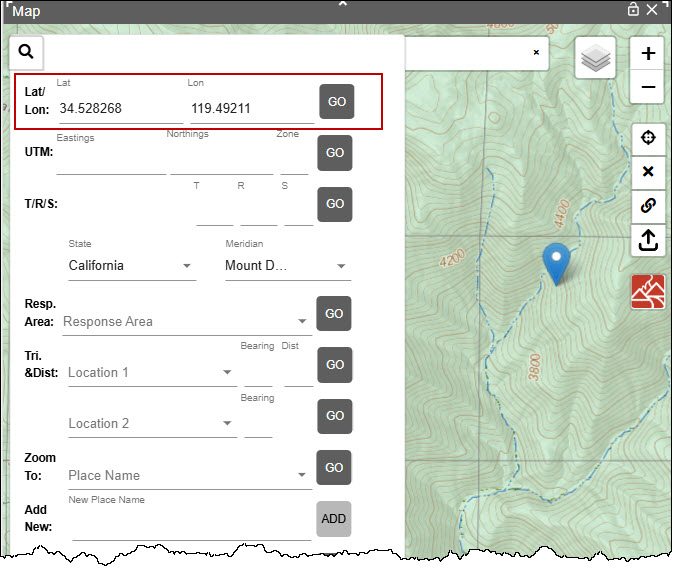 Map
Lat Lon
Lat/
Lon: 34.528268 119.49211 GO
Eastings Northings Zone
UTM: GO
T R S
T/R/S: GO
State Meridian
California Mount D...
Resp.
Area: Response Area GO
Bearing Dist
Tri.
&Dist: Location 1 GO
Bearing
Location 2 GO
Zoom
To: Place Name GO
New Place Name
Add
New: ADD
4400
4200
3800